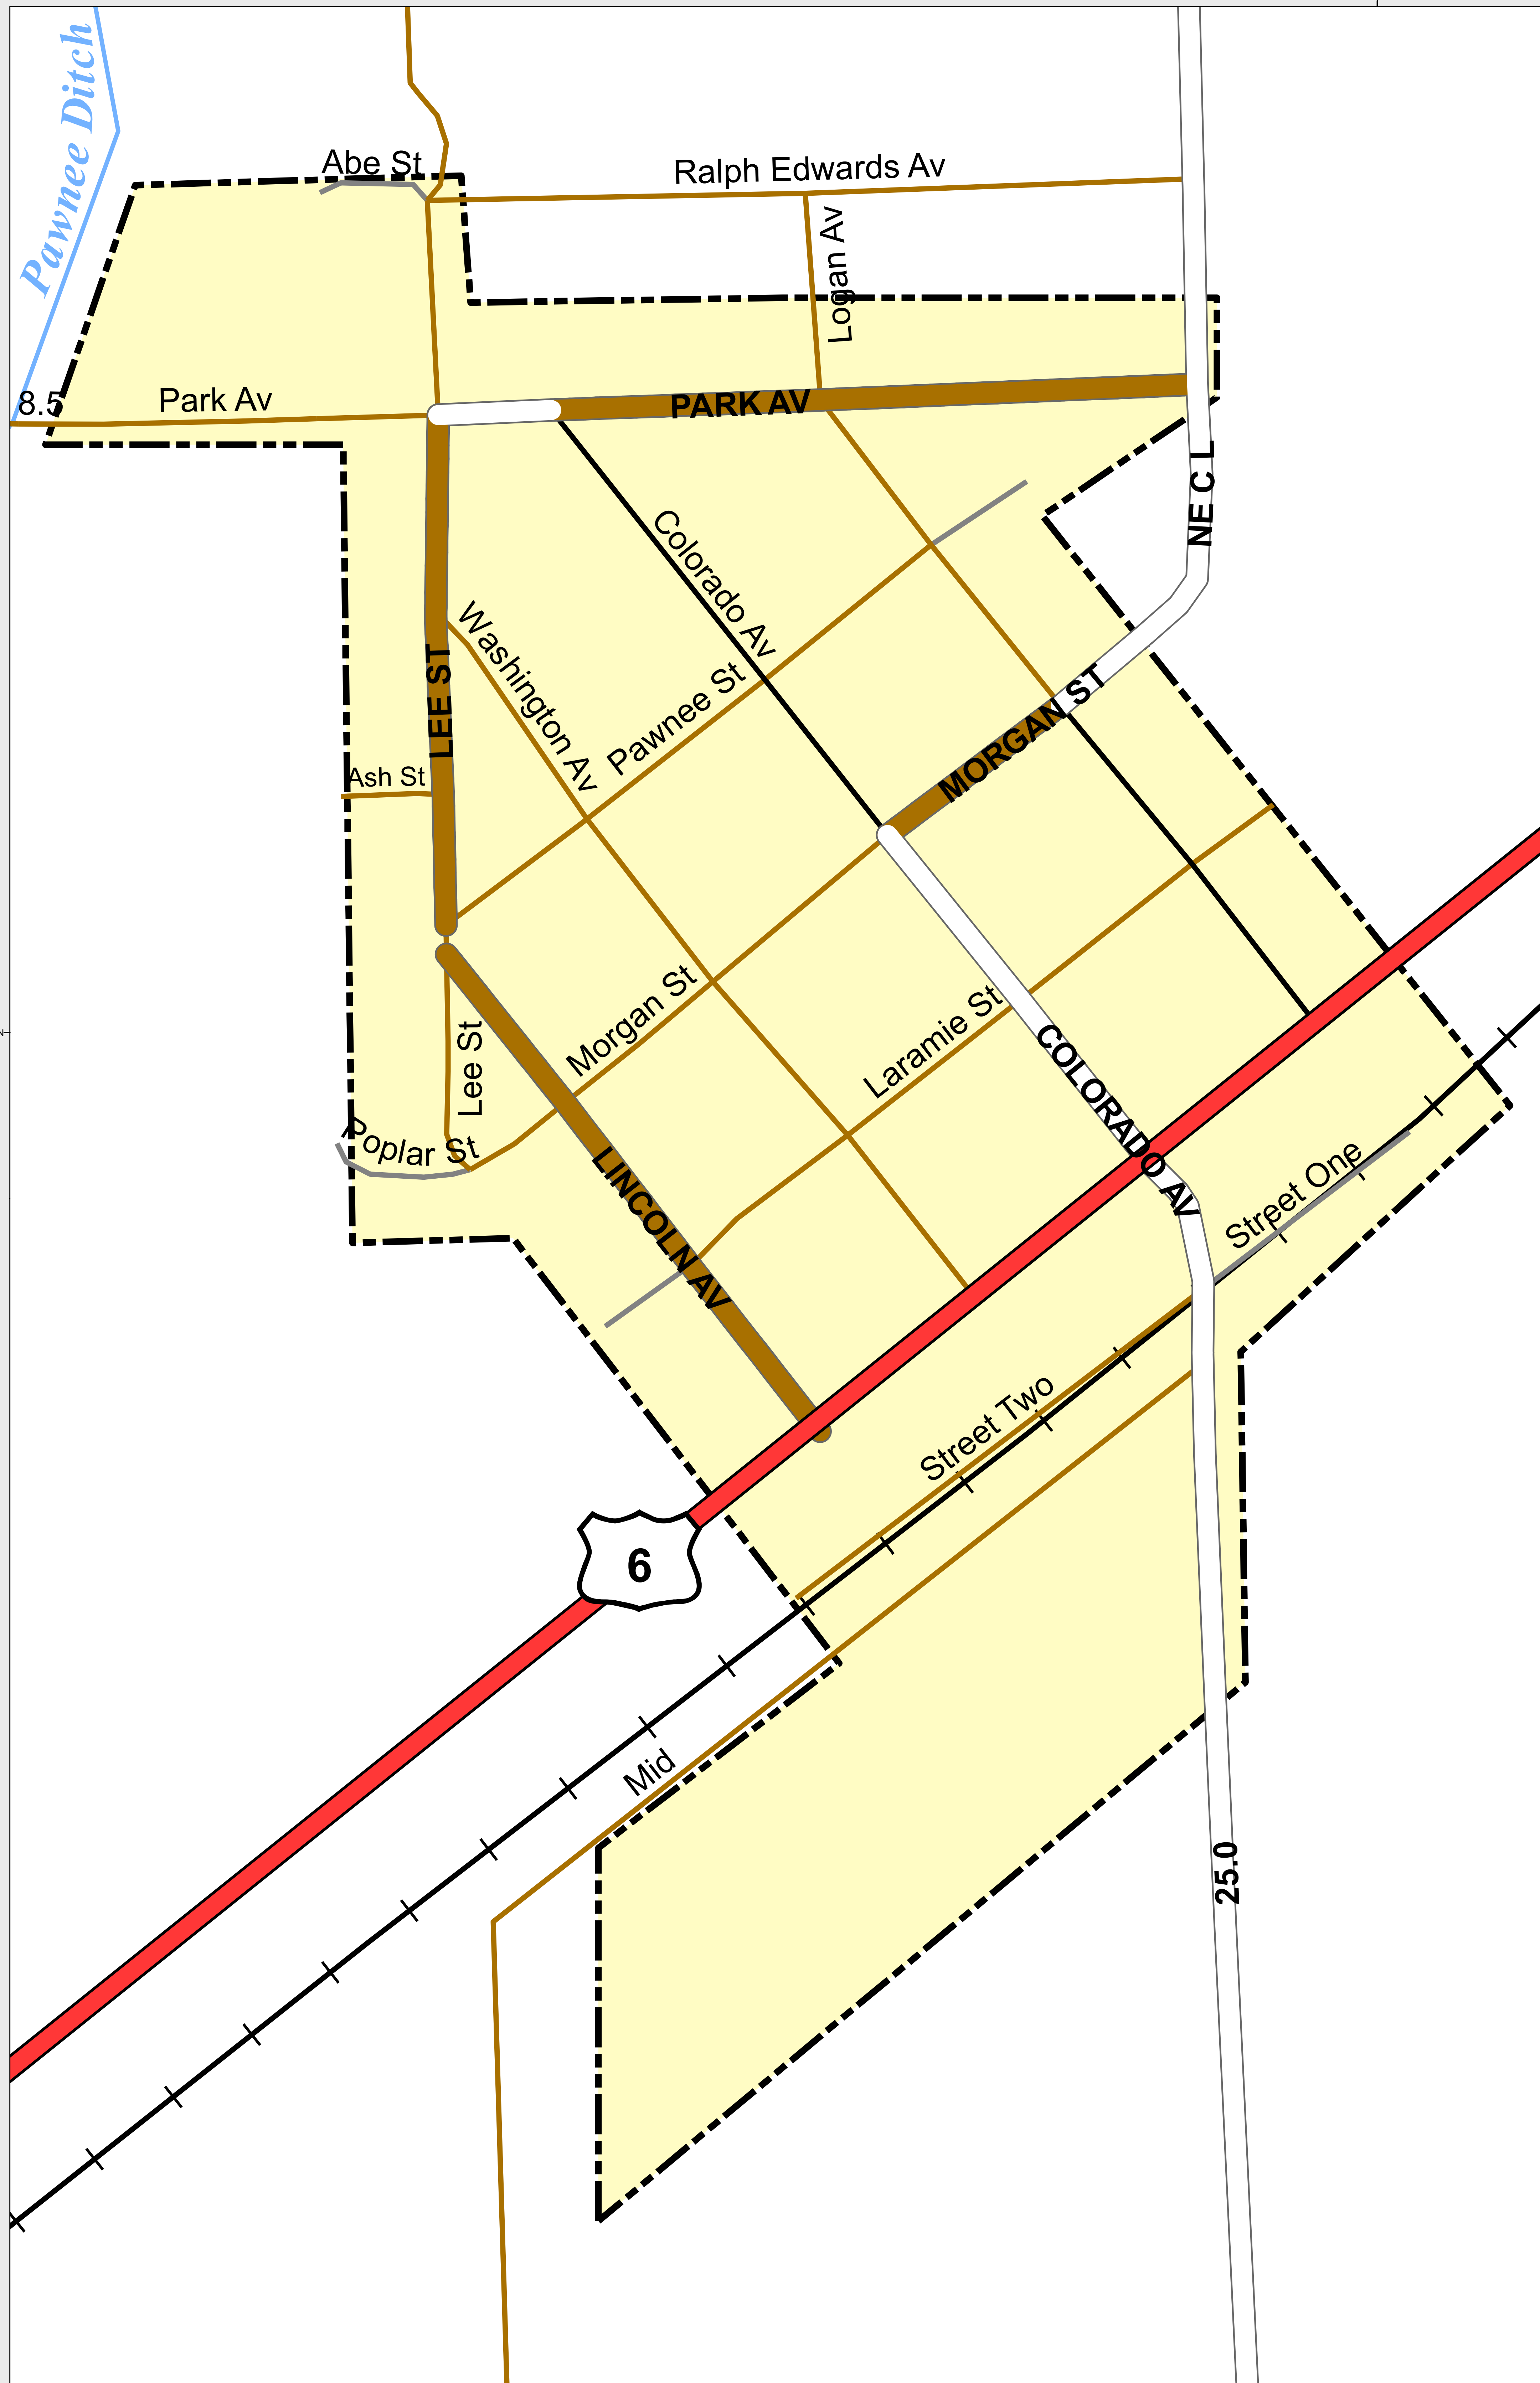 Pawnee Ditch
Abe St
Ralph Edwards Av
Logan Av
8.5
Park Av
PARK AV
NE C L
Colorado Av
Washington Av
LEE ST
Pawnee St
MORGAN ST
Ash St
Morgan St
Laramie St
Lee St
COLORADO AV
Poplar St
LINCOLN AV
Street One
Street Two
6
Mid
25.0